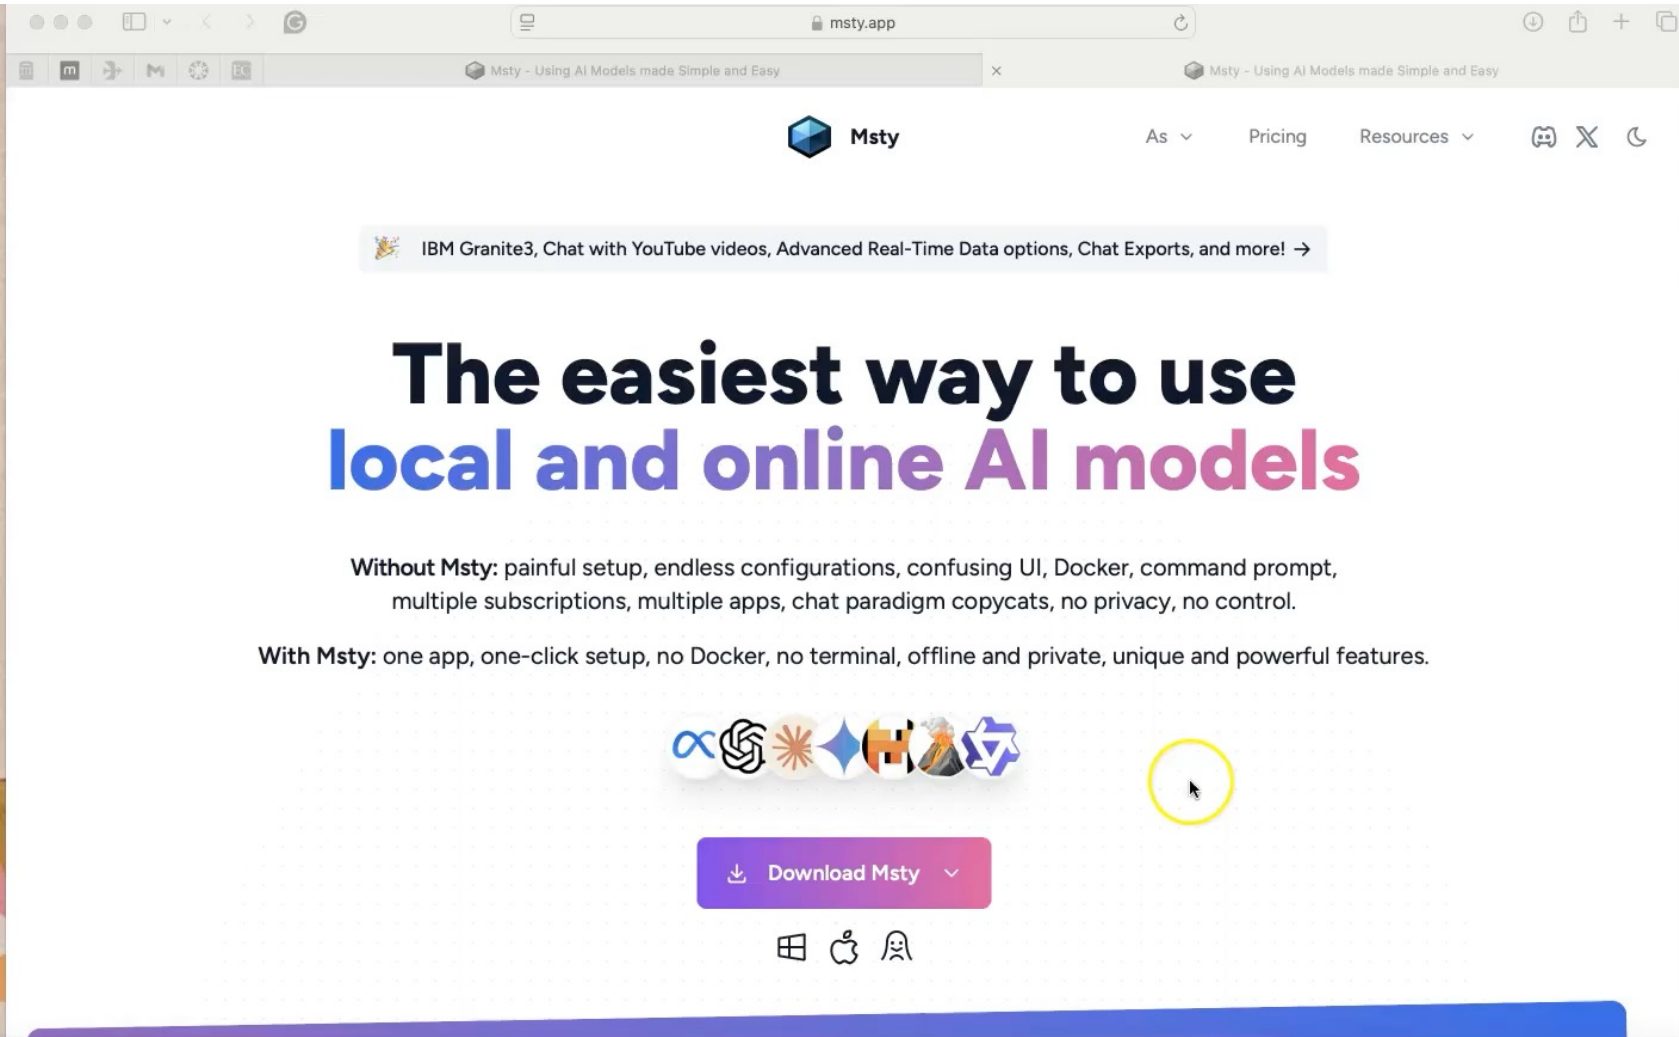 msty.app
m
EC
Msty - Using AI Models made Simple and Easy
Msty - Using AI Models made Simple and Easy
Msty
As
Pricing
Resources
IBM Granite3, Chat with YouTube videos, Advanced Real-Time Data options, Chat Exports, and more! →
The easiest way to use
local and online AI models
Without Msty: painful setup, endless configurations, confusing UI, Docker, command prompt,
multiple subscriptions, multiple apps, chat paradigm copycats, no privacy, no control.
With Msty: one app, one-click setup, no Docker, no terminal, offline and private, unique and powerful features.
Download Msty